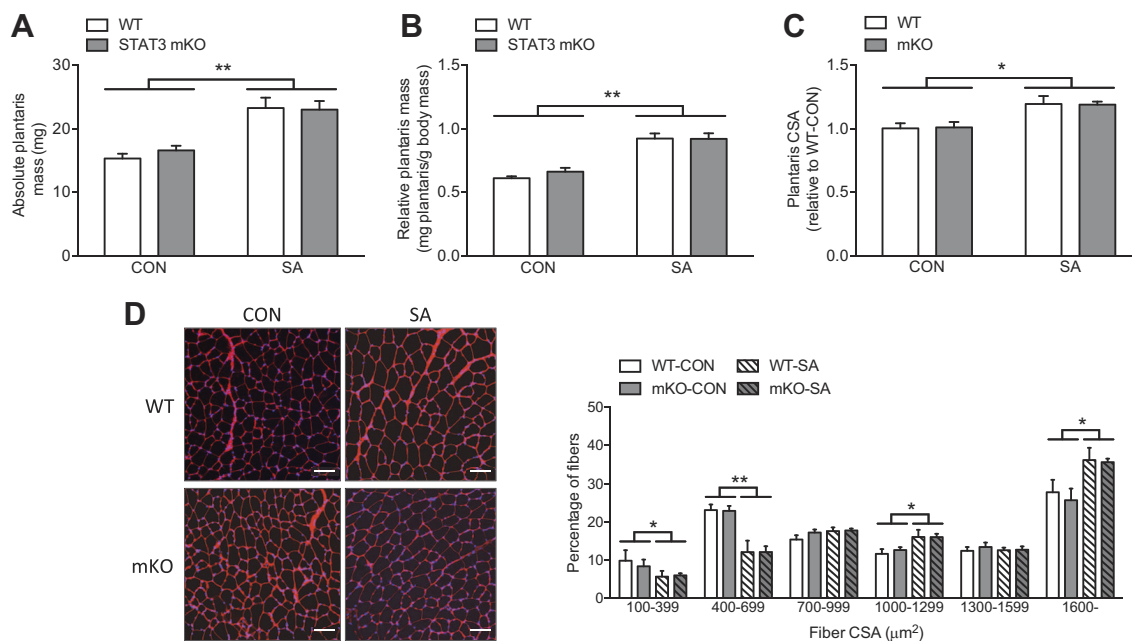 A
WT
STAT3 mKO
Absolute plantaris
mass (mg)
30
20
10
0
**
CON
SA
B
WT
STAT3 mKO
Relative plantaris mass
(mg plantaris/g body mass)
1.5
1.0
0.5
0.0
**
CON
SA
C
WT
mKO
Plantaris CSA
(relative to WT-CON)
1.5
1.0
0.5
0.0
*
CON
SA
D
CON
SA
WT
mKO
WT-CON
WT-SA
mKO-CON
mKO-SA
Percentage of fibers
50
40
30
20
10
0
*
**
*
*
100-399
400-699
700-999
1000-1299
1300-1599
1600-
Fiber CSA (μm²)